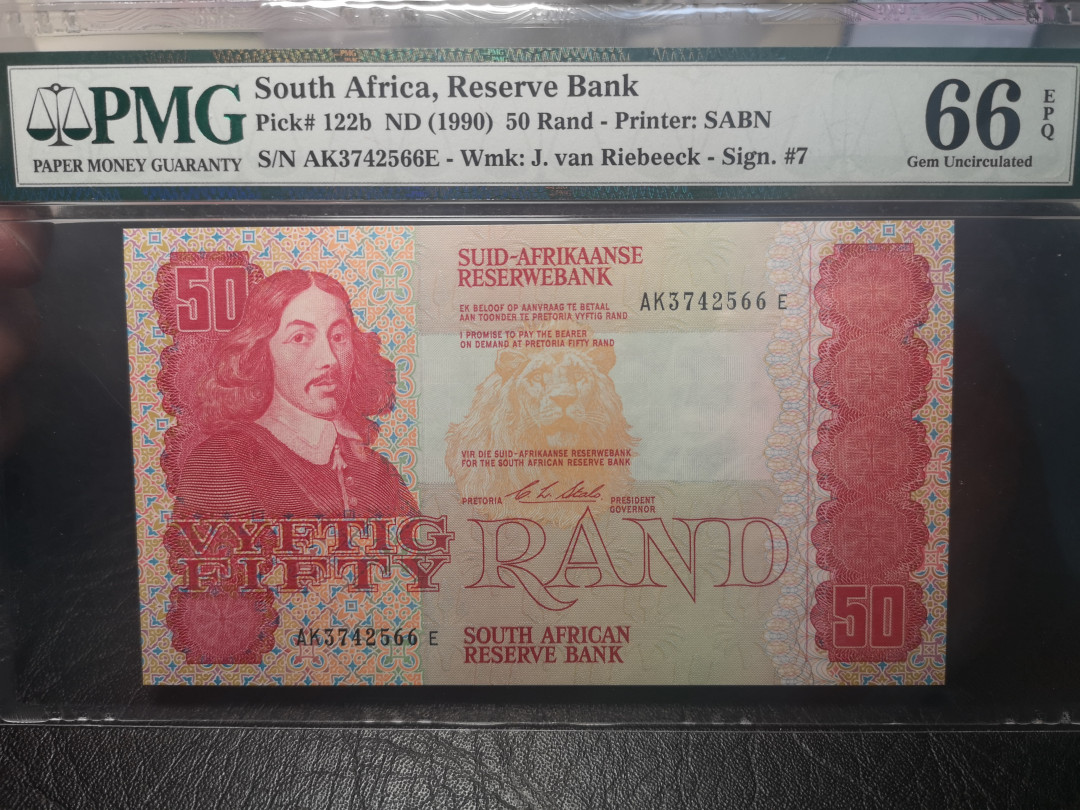 PMG
PAPER MONEY GUARANTY
South Africa, Reserve Bank
Pick# 122b ND (1990) 50 Rand - Printer: SABN
S/N AK3742566E - Wmk: J. van Riebeeck - Sign. #7
66
EPQ
Gem Uncirculated
50
SUID-AFRIKAANSE
RESERWEBANK
EK BELOOF OP AANVRAAG TE BETAAL
AAN TOONDER TE PRETORIA VYFTIG RAND
AK3742566 E
I PROMISE TO PAY THE BEARER
ON DEMAND AT PRETORIA FIFTY RAND
VIR DIE SUID-AFRIKAANSE RESERWEBANK
FOR THE SOUTH AFRICAN RESERVE BANK
PRETORIA
PRESIDENT
GOVERNOR
VYFTIG
FIFTY
RAND
50
AK3742566 E
SOUTH AFRICAN
RESERVE BANK